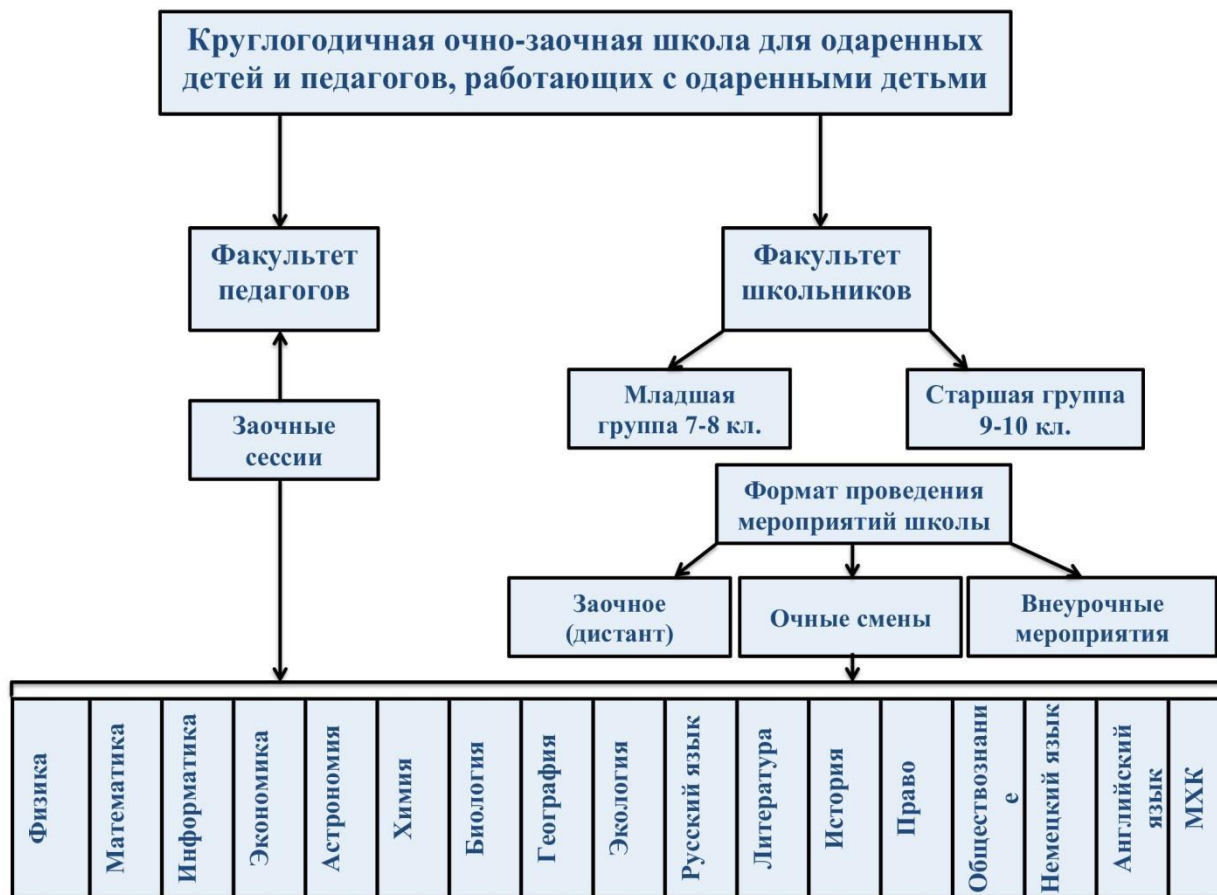 Круглогодичная очно-заочная школа для одаренных
детей и педагогов, работающих с одаренными детьми
Факультет
педагогов
Факультет
школьников
Младшая
группа 7-8 кл.
Старшая группа
9-10 кл.
Заочные
сессии
Формат проведения
мероприятий школы
Заочное
(дистант)
Очные смены
Внеурочные
мероприятия
Физика
Математика
Информатика
Экономика
Астрономия
Химия
Биология
География
Экология
Русский язык
Литература
История
Право
Обществознани
е
Немецкий язык
Английский
язык
МХК